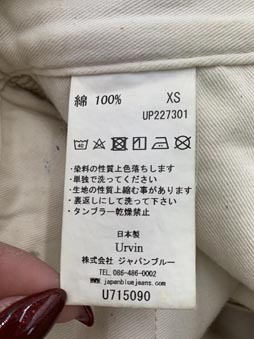 綿 100% XS
UP227301
・染料の性質上色落ちします
・単独で洗ってください
・生地の性質上縮む事があります
・裏返しにして洗って下さい
・タンブラー乾燥禁止
日本製
Urvin
株式会社 ジャパンブルー
TEL. 086-486-0002
www.japanbluejeans.com
U715090